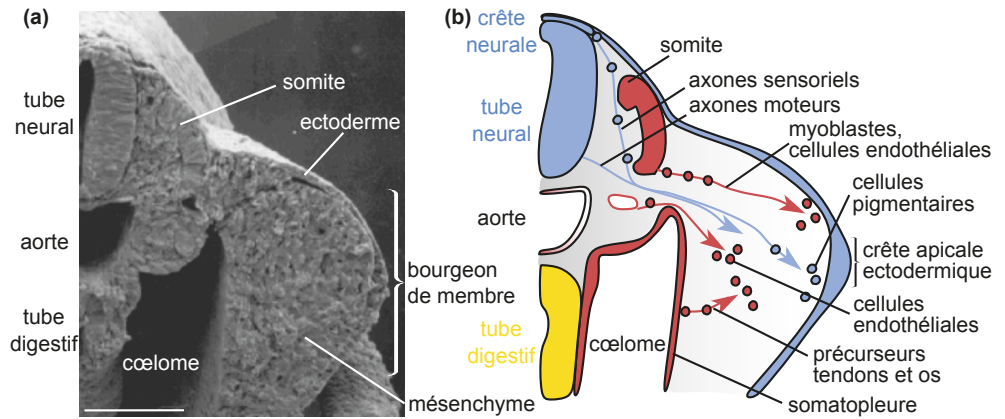 (a)
somite
tube
neural
ectoderme
aorte
bourgeon
de membre
tube
digestif
cœlome
mésenchyme
(b)
crête
neurale
somite
axones sensoriels
tube
neural
axones moteurs
myoblastes,
cellules endothéliales
cellules
pigmentaires
aorte
crête apicale
ectodermique
cellules
endothéliales
tube
digestif
cœlome
précurseurs
tendons et os
somatopleure